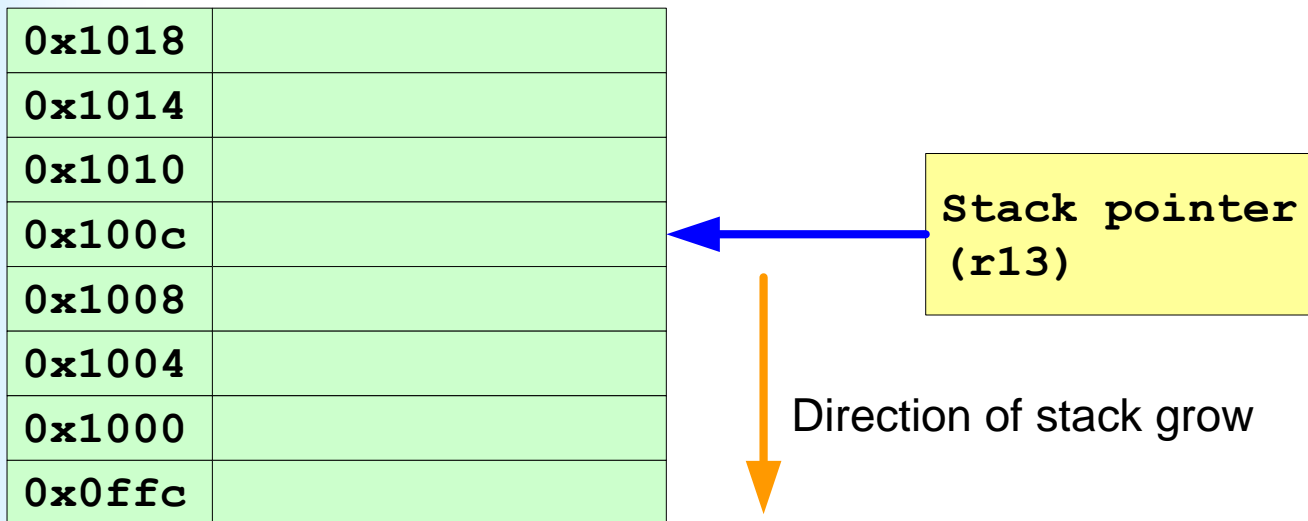 0x1018
0x1014
0x1010
0x100c
0x1008
0x1004
0x1000
0x0ffc
Stack pointer
(r13)
Direction of stack grow